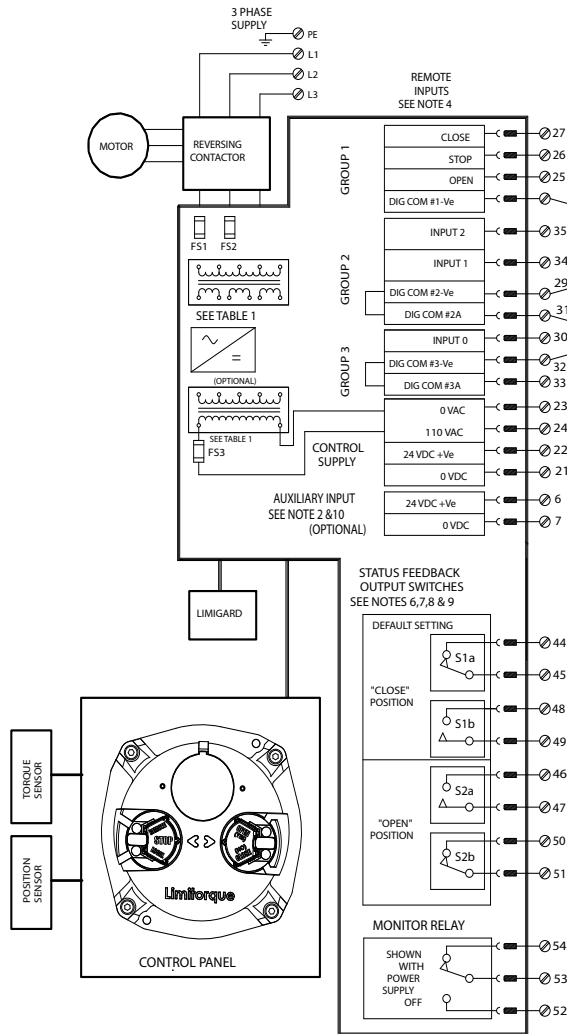 3 PHASE
SUPPLY
PE
L1
L2
L3
REMOTE
INPUTS
SEE NOTE 4
MOTOR
REVERSING
CONTACTOR
GROUP 1
CLOSE
27
STOP
26
OPEN
25
DIG COM #1-Ve
FS1 FS2
GROUP 2
INPUT 2
35
INPUT 1
34
DIG COM #2-Ve
29
DIG COM #2A
31
SEE TABLE 1
(OPTIONAL)
GROUP 3
INPUT 0
30
DIG COM #3-Ve
32
DIG COM #3A
33
SEE TABLE 1
FS3
CONTROL
SUPPLY
0 VAC
23
110 VAC
24
24 VDC +Ve
22
0 VDC
21
AUXILIARY INPUT
SEE NOTE 2 &10
(OPTIONAL)
24 VDC +Ve
6
0 VDC
7
LIMIGARD
STATUS FEEDBACK
OUTPUT SWITCHES
SEE NOTES 6,7,8 & 9
DEFAULT SETTING
"CLOSE"
POSITION
S1a
44
45
S1b
48
49
"OPEN"
POSITION
S2a
46
47
S2b
50
51
TORQUE
SENSOR
POSITION
SENSOR
STOP
Limitorque
CONTROL PANEL
MONITOR RELAY
SHOWN
WITH
POWER
SUPPLY
OFF
54
53
52